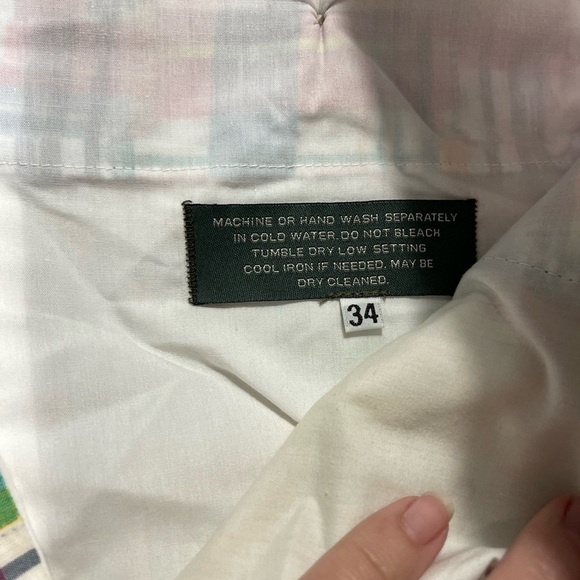 MACHINE OR HAND WASH SEPARATELY
IN COLD WATER. DO NOT BLEACH
TUMBLE DRY LOW SETTING
COOL IRON IF NEEDED. MAY BE
DRY CLEANED.
34